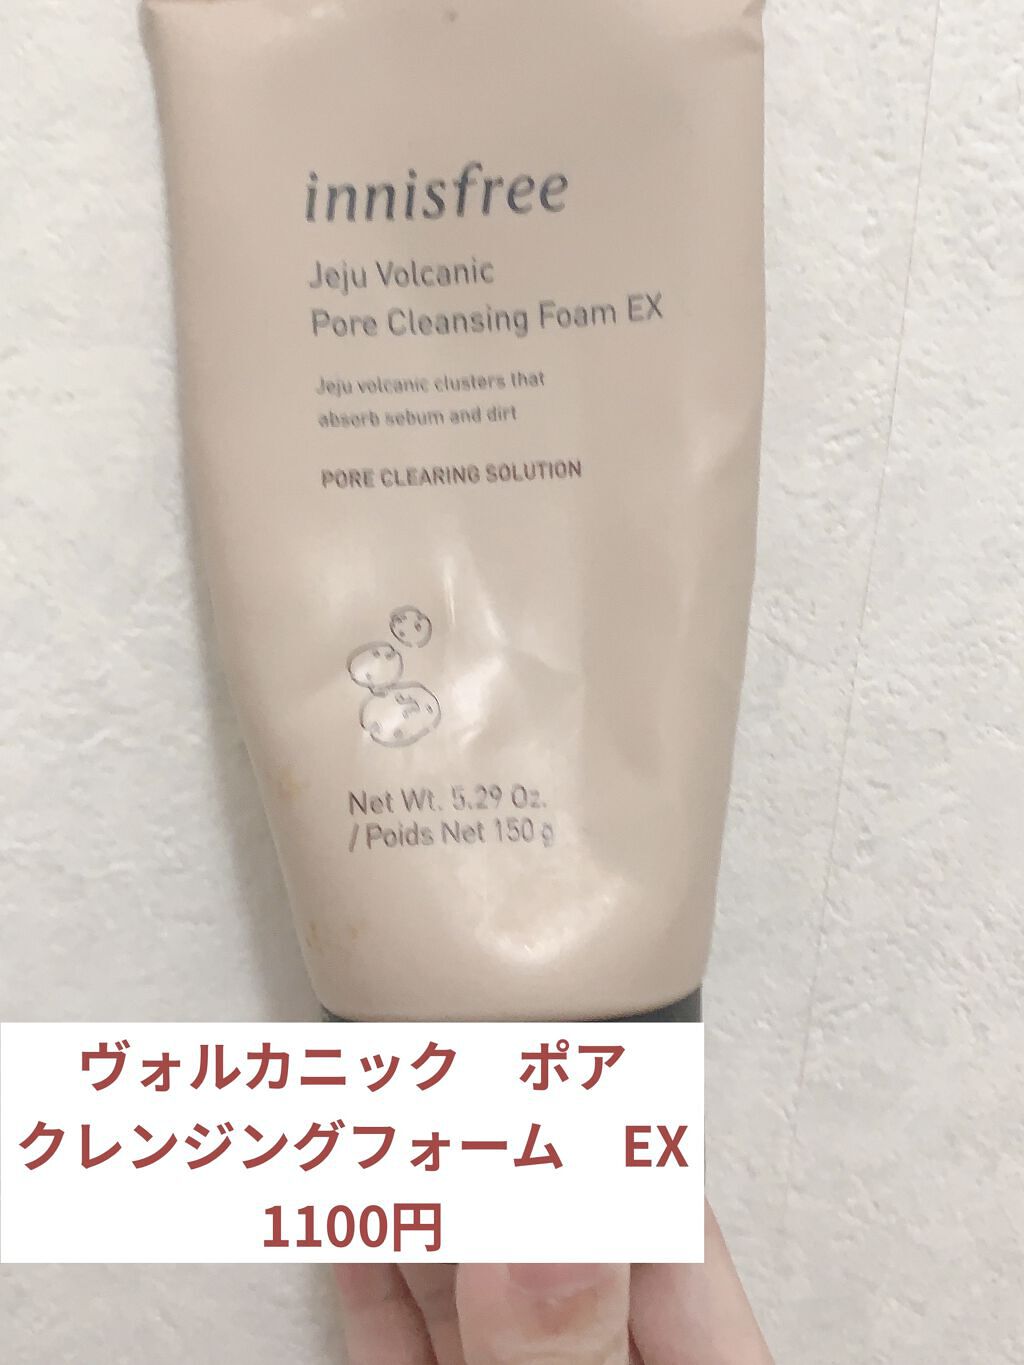 innisfree
Jeju Volcanic
Pore Cleansing Foam EX
Jeju volcanic clusters that
absorb sebum and dirt
PORE CLEARING SOLUTION
Net Wt. 5.29 Oz.
/ Poids Net 150 g
ヴォルカニック　ポア
クレンジングフォーム　EX
1100円